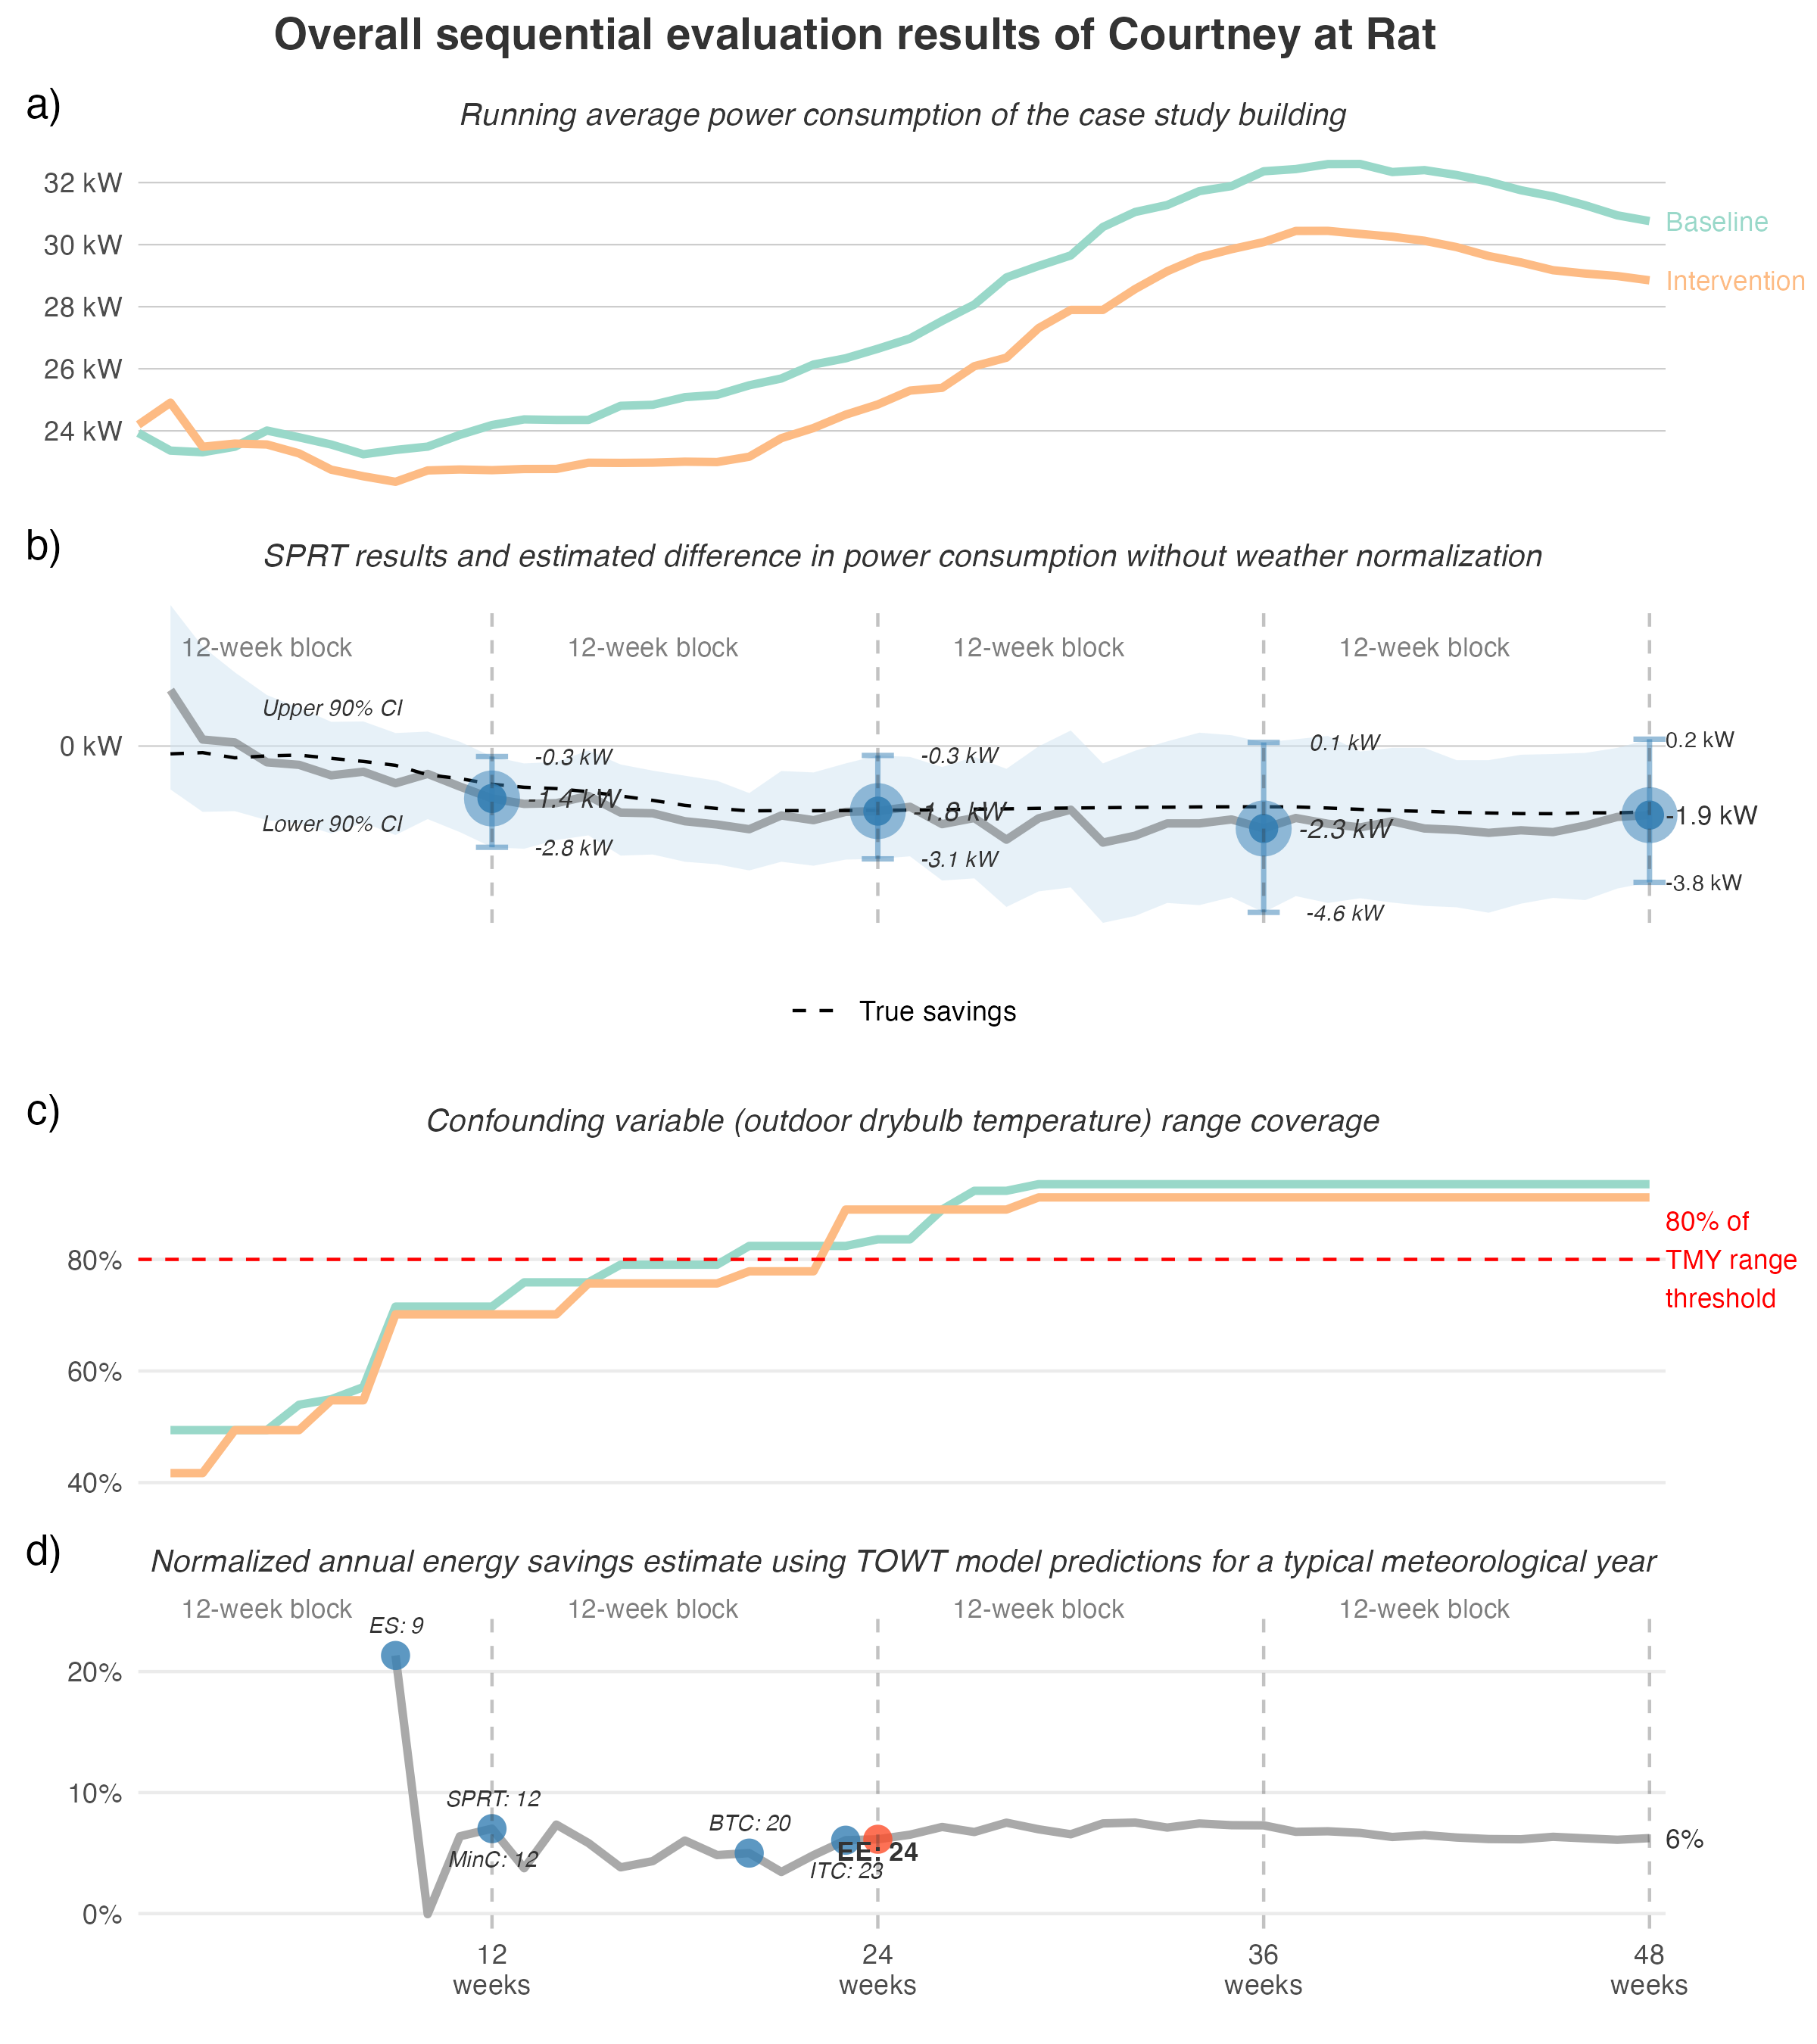 Overall sequential evaluation results of Courtney at Rat
a)
Running average power consumption of the case study building
32 kW
30 kW
28 kW
26 kW
24 kW
Baseline
Intervention
b)
SPRT results and estimated difference in power consumption without weather normalization
12-week block
12-week block
12-week block
12-week block
Upper 90% CI
0 kW
Lower 90% CI
-0.3 kW
-1.4 kW
-2.8 kW
-0.3 kW
-1.8 kW
-3.1 kW
0.1 kW
-2.3 kW
-4.6 kW
0.2 kW
-1.9 kW
-3.8 kW
True savings
c)
Confounding variable (outdoor drybulb temperature) range coverage
80%
60%
40%
80% of
TMY range
threshold
d)
Normalized annual energy savings estimate using TOWT model predictions for a typical meteorological year
12-week block
12-week block
12-week block
12-week block
20%
10%
0%
ES: 9
SPRT: 12
MinC: 12
BTC: 20
EE: 24
ITC: 23
6%
12
weeks
24
weeks
36
weeks
48
weeks